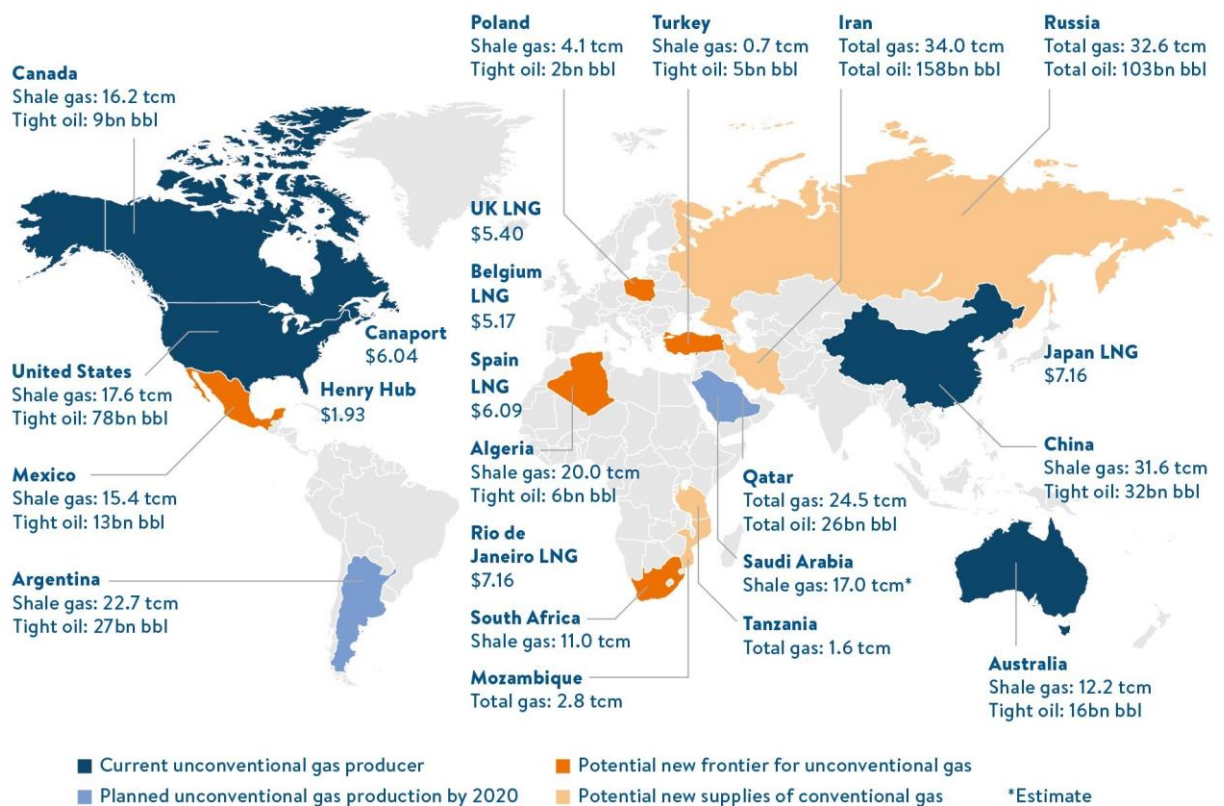 Canada
Shale gas: 16.2 tcm
Tight oil: 9bn bbl
Poland
Shale gas: 4.1 tcm
Tight oil: 2bn bbl
Turkey
Shale gas: 0.7 tcm
Tight oil: 5bn bbl
Iran
Total gas: 34.0 tcm
Total oil: 158bn bbl
Russia
Total gas: 32.6 tcm
Total oil: 103bn bbl
UK LNG
$5.40
Belgium
LNG
$5.17
Spain
LNG
$6.09
Canaport
$6.04
Henry Hub
$1.93
United States
Shale gas: 17.6 tcm
Tight oil: 78bn bbl
Mexico
Shale gas: 15.4 tcm
Tight oil: 13bn bbl
Argentina
Shale gas: 22.7 tcm
Tight oil: 27bn bbl
Algeria
Shale gas: 20.0 tcm
Tight oil: 6bn bbl
Rio de
Janeiro LNG
$7.16
South Africa
Shale gas: 11.0 tcm
Mozambique
Total gas: 2.8 tcm
Qatar
Total gas: 24.5 tcm
Total oil: 26bn bbl
Saudi Arabia
Shale gas: 17.0 tcm*
Tanzania
Total gas: 1.6 tcm
Japan LNG
$7.16
China
Shale gas: 31.6 tcm
Tight oil: 32bn bbl
Australia
Shale gas: 12.2 tcm
Tight oil: 16bn bbl
Current unconventional gas producer
Planned unconventional gas production by 2020
Potential new frontier for unconventional gas
Potential new supplies of conventional gas
*Estimate